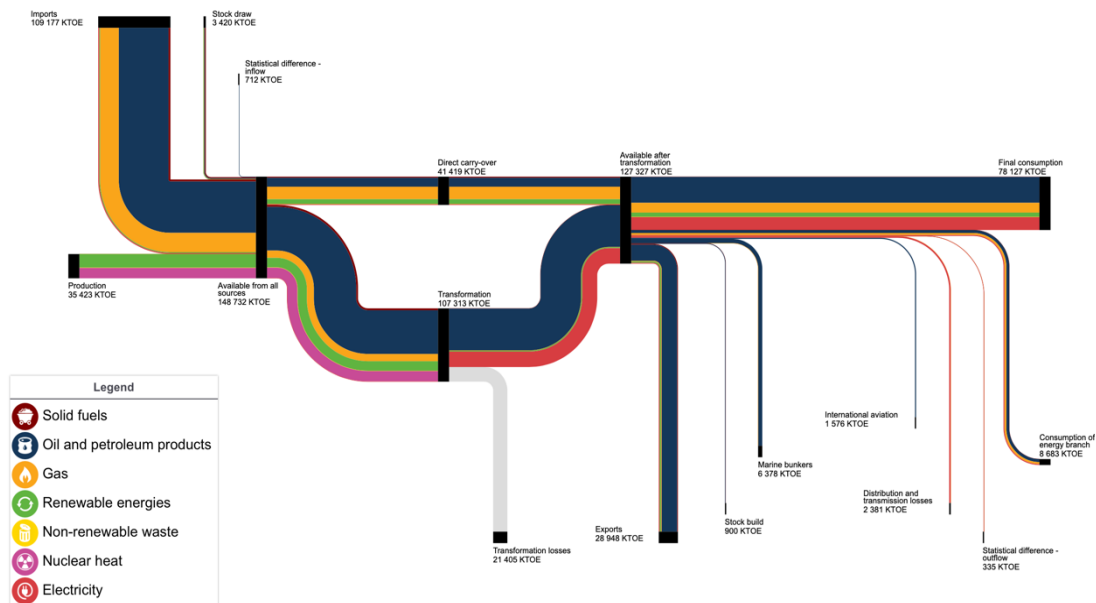 Imports
109 177 KTOE
Stock draw
3 420 KTOE
Statistical difference -
inflow
712 KTOE
Direct carry-over
41 419 KTOE
Available after
transformation
127 327 KTOE
Final consumption
78 127 KTOE
Production
35 423 KTOE
Available from all
sources
148 732 KTOE
Transformation
107 313 KTOE
Legend
Solid fuels
Oil and petroleum products
Gas
Renewable energies
Non-renewable waste
Nuclear heat
Electricity
International aviation
1 576 KTOE
Consumption of
energy branch
8 683 KTOE
Marine bunkers
6 378 KTOE
Distribution and
transmission losses
2 381 KTOE
Exports
28 948 KTOE
Stock build
900 KTOE
Transformation losses
21 405 KTOE
Statistical difference -
outflow
335 KTOE